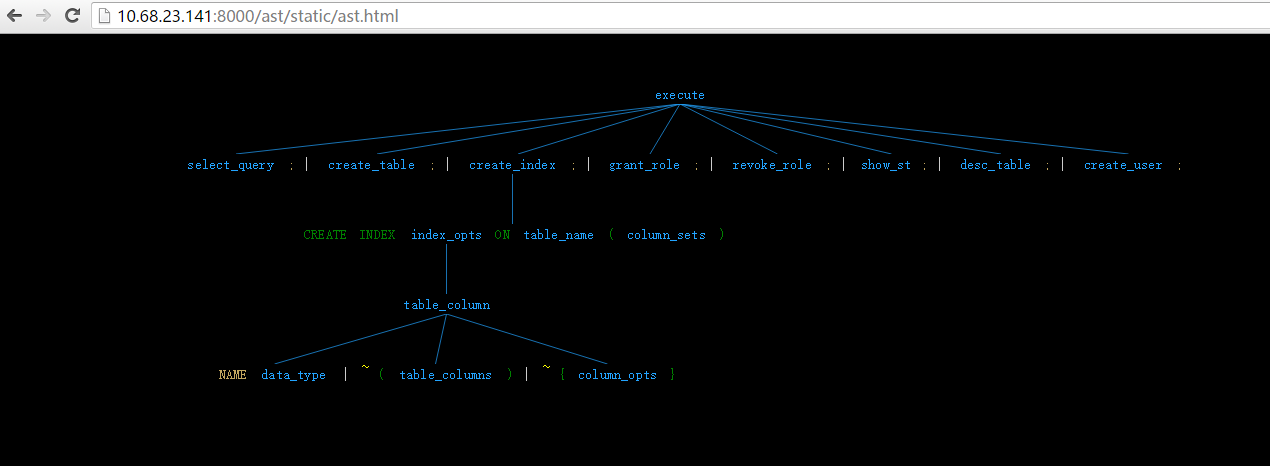 10.68.23.141:8000/ast/static/ast.html
execute
select_query ; | create_table ; | create_index ; | grant_role ; | revoke_role ; | show_st ; | desc_table ; | create_user ;
CREATE INDEX index_opts ON table_name ( column_sets )
table_column
NAME data_type | ~ ( table_columns ) | ~ { column_opts }